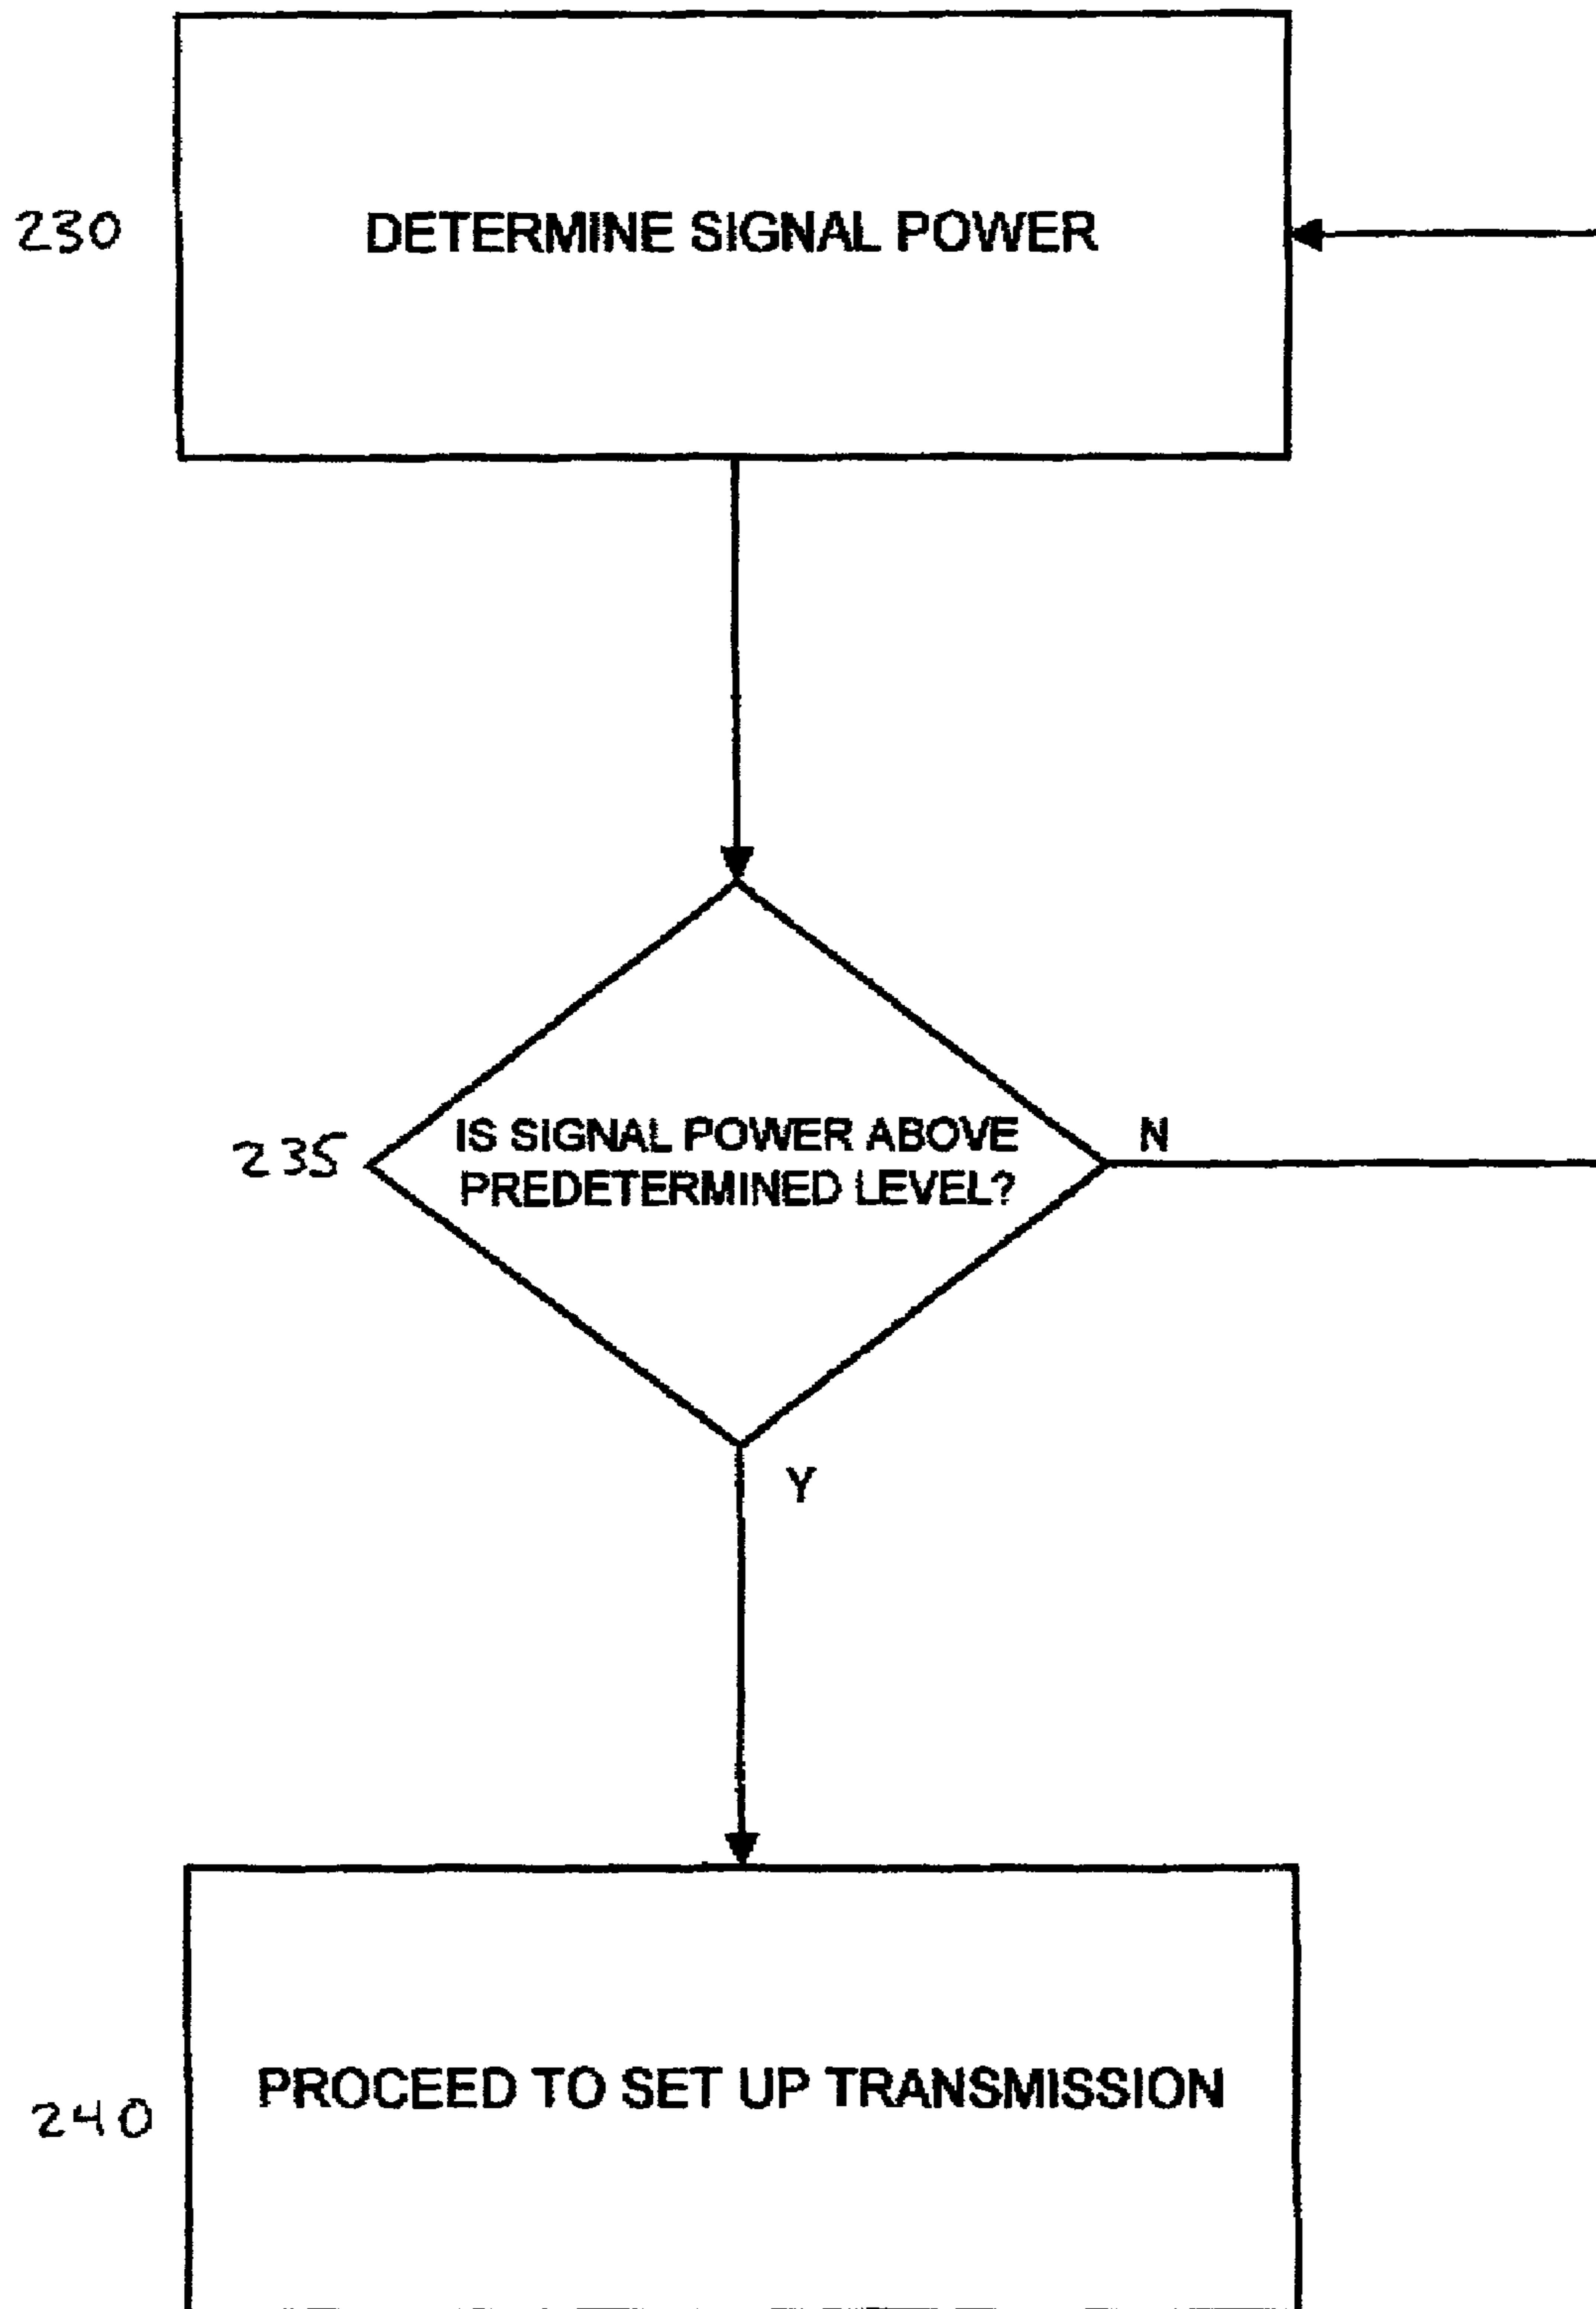 230
DETERMINE SIGNAL POWER
235
IS SIGNAL POWER ABOVE
PREDETERMINED LEVEL?
N
Y
PROCEED TO SET UP TRANSMISSION
240